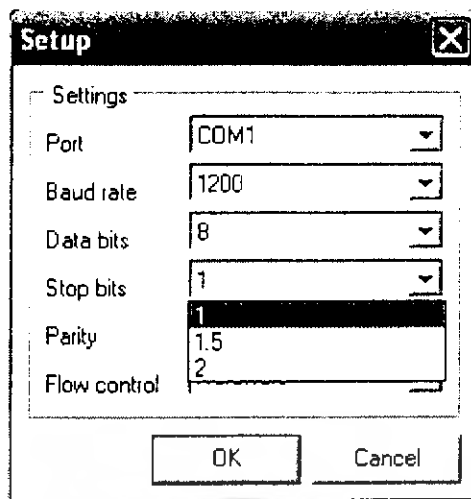 Setup
Settings
Port COM1
Baud rate 1200
Data bits 8
Stop bits 1
1
Parity
1.5
2
Flow control
OK Cancel